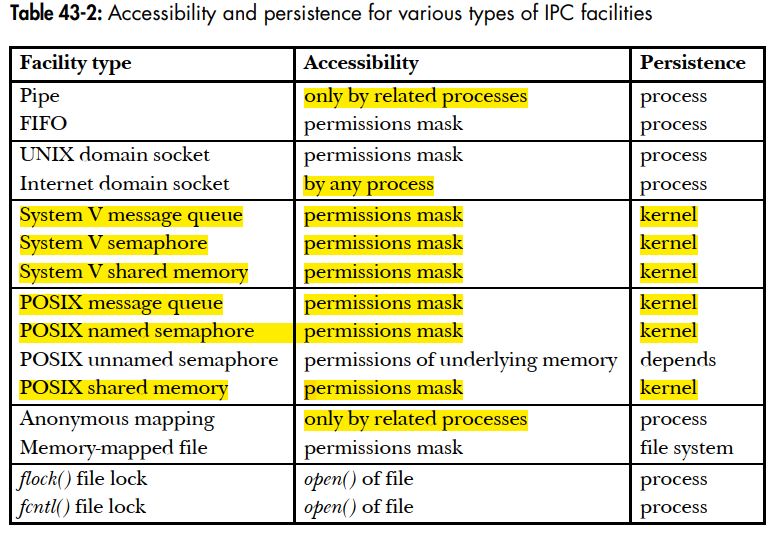 Table 43-2: Accessibility and persistence for various types of IPC facilities
Facility type Accessibility Persistence
Pipe only by related processes process
FIFO permissions mask process
UNIX domain socket permissions mask process
Internet domain socket by any process process
System V message queue permissions mask kernel
System V semaphore permissions mask kernel
System V shared memory permissions mask kernel
POSIX message queue permissions mask kernel
POSIX named semaphore permissions mask kernel
POSIX unnamed semaphore permissions of underlying memory depends
POSIX shared memory permissions mask kernel
Anonymous mapping only by related processes process
Memory-mapped file permissions mask file system
flock() file lock open() of file process
fcntl() file lock open() of file process